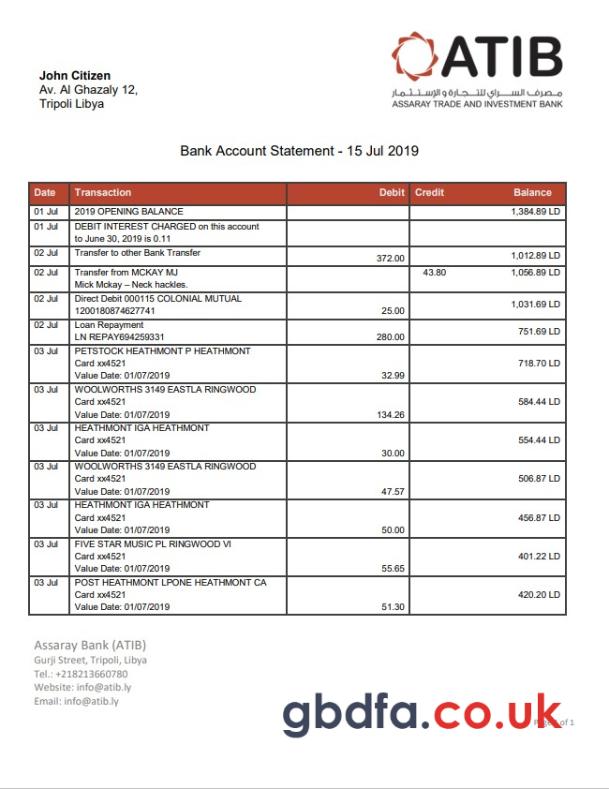 ATIB
مصرف السراي للتجارة و الإستثمار
ASSARAY TRADE AND INVESTMENT BANK
John Citizen
Av. Al Ghazaly 12,
Tripoli Libya
Bank Account Statement - 15 Jul 2019
Date Transaction Debit Credit Balance
01 Jul 2019 OPENING BALANCE 1,384.89 LD
01 Jul DEBIT INTEREST CHARGED on this account
to June 30, 2019 is 0.11
02 Jul Transfer to other Bank Transfer 372.00 1,012.89 LD
02 Jul Transfer from MCKAY MJ 43.80 1,056.89 LD
Mick Mckay – Neck hackles.
02 Jul Direct Debit 000115 COLONIAL MUTUAL 1,031.69 LD
1200180874627741 25.00
02 Jul Loan Repayment 751.69 LD
LN REPAY694259331 280.00
03 Jul PETSTOCK HEATHMONT P HEATHMONT
Card xx4521 718.70 LD
Value Date: 01/07/2019 32.99
03 Jul WOOLWORTHS 3149 EASTLA RINGWOOD
Card xx4521 584.44 LD
Value Date: 01/07/2019 134.26
03 Jul HEATHMONT IGA HEATHMONT
Card xx4521 554.44 LD
Value Date: 01/07/2019 30.00
03 Jul WOOLWORTHS 3149 EASTLA RINGWOOD
Card xx4521 506.87 LD
Value Date: 01/07/2019 47.57
03 Jul HEATHMONT IGA HEATHMONT
Card xx4521 456.87 LD
Value Date: 01/07/2019 50.00
03 Jul FIVE STAR MUSIC PL RINGWOOD VI
Card xx4521 401.22 LD
Value Date: 01/07/2019 55.65
03 Jul POST HEATHMONT LPONE HEATHMONT CA
Card xx4521 420.20 LD
Value Date: 01/07/2019 51.30
Assaray Bank (ATIB)
Gurji Street, Tripoli, Libya
Tel.: +218213660780
Website: info@atib.ly
Email: info@atib.ly
gbdfa.co.uk
of 1